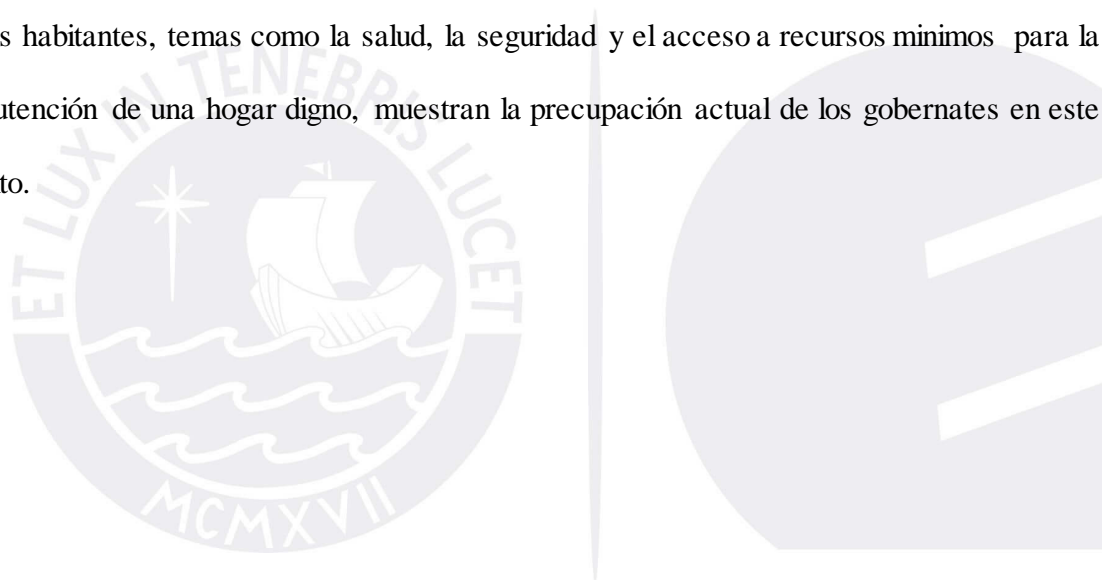 s habitantes, temas como la salud, la seguridad y el acceso a recursos minimos para la
utención de una hogar digno, muestran la precupación actual de los gobernates en este
to.
ET LUX IN TENEBRIS LUCET
MCMXVII